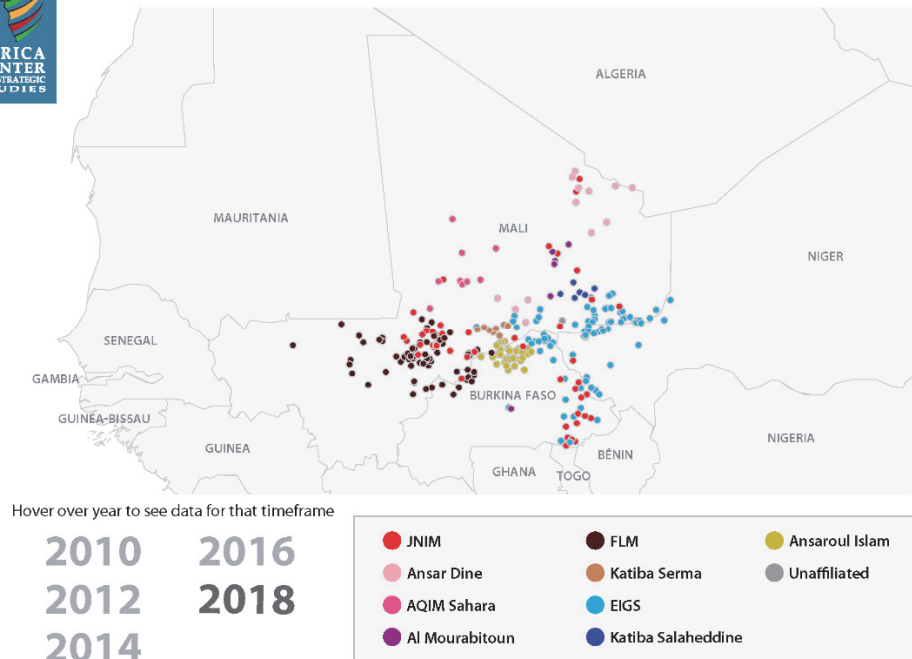 RICA
NTER
STRATEGIC
UDIES
ALGERIA
MAURITANIA
MALI
NIGER
SENEGAL
GAMBIA
BURKINA FASO
GUINEA-BISSAU
GUINEA
BÉNIN
NIGERIA
GHANA
TOGO
Hover over year to see data for that timeframe
2010 2016
2012 2018
2014
JNIM FLM Ansaroul Islam
Ansar Dine Katiba Serma Unaffiliated
AQIM Sahara EIGS
Al Mourabitoun Katiba Salaheddine